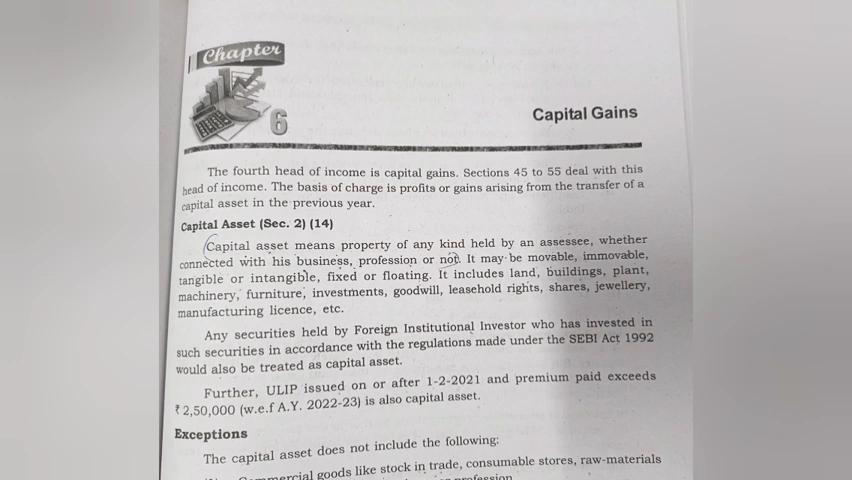 Chapter
6
Capital Gains
The fourth head of income is capital gains. Sections 45 to 55 deal with this
head of income. The basis of charge is profits or gains arising from the transfer of a
capital asset in the previous year.
Capital Asset (Sec. 2) (14)
Capital asset means property of any kind held by an assessee, whether
connected with his business, profession or not. It may be movable, immovable,
tangible or intangible, fixed or floating. It includes land, buildings, plant,
machinery, furniture, investments, goodwill, leasehold rights, shares, jewellery,
manufacturing licence, etc.
Any securities held by Foreign Institutional Investor who has invested in
such securities in accordance with the regulations made under the SEBI Act 1992
would also be treated as capital asset.
Further, ULIP issued on or after 1-2-2021 and premium paid exceeds
₹ 2,50,000 (w.e.f A.Y. 2022-23) is also capital asset.
Exceptions
The capital asset does not include the following:
Commercial goods like stock in trade, consumable stores, raw-materials
profession